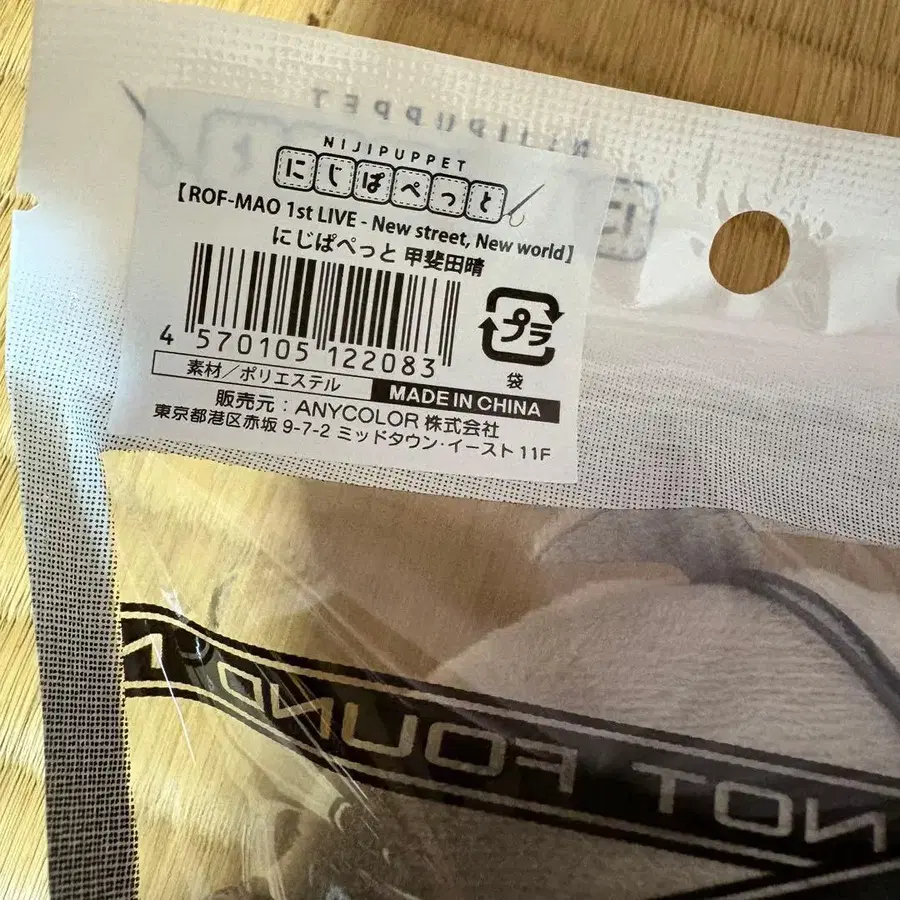 NIJIPUPPET
NIJIPUPPET
にじぱぺっと
【ROF-MAO 1st LIVE - New street, New world】
にじぱぺっと 甲斐田晴
4 570105 122083
プラ
袋
素材/ポリエステル
MADE IN CHINA
販売元：ANYCOLOR 株式会社
東京都港区赤坂 9-7-2 ミッドタウン・イースト 11F
NOT FOUND